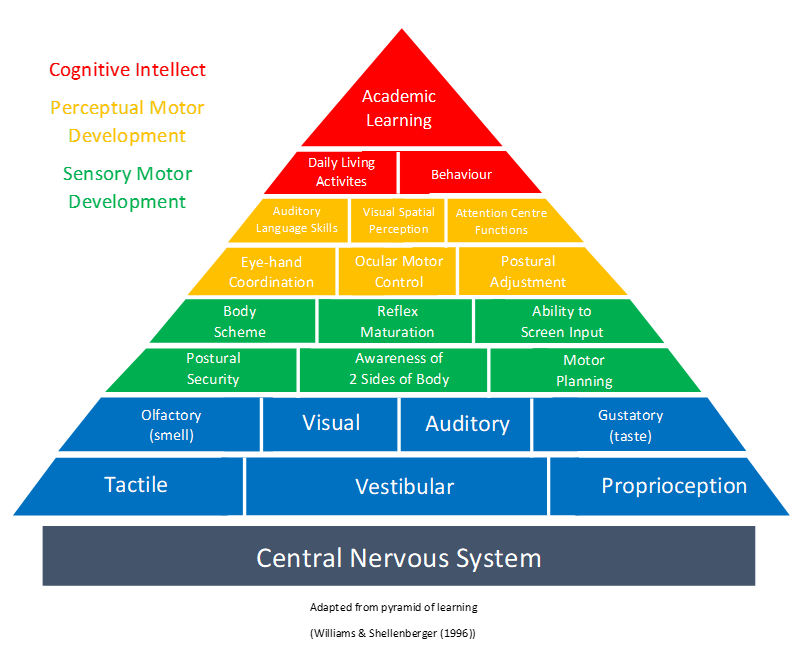 Cognitive Intellect
Perceptual Motor
Development
Sensory Motor
Development
Academic
Learning
Daily Living
Activites
Behaviour
Auditory
Language Skills
Visual Spatial
Perception
Attention Centre
Functions
Eye-hand
Coordination
Ocular Motor
Control
Postural
Adjustment
Body
Scheme
Reflex
Maturation
Ability to
Screen Input
Postural
Security
Awareness of
2 Sides of Body
Motor
Planning
Olfactory
(smell)
Visual
Auditory
Gustatory
(taste)
Tactile
Vestibular
Proprioception
Central Nervous System
Adapted from pyramid of learning
(Williams & Shellenberger (1996))